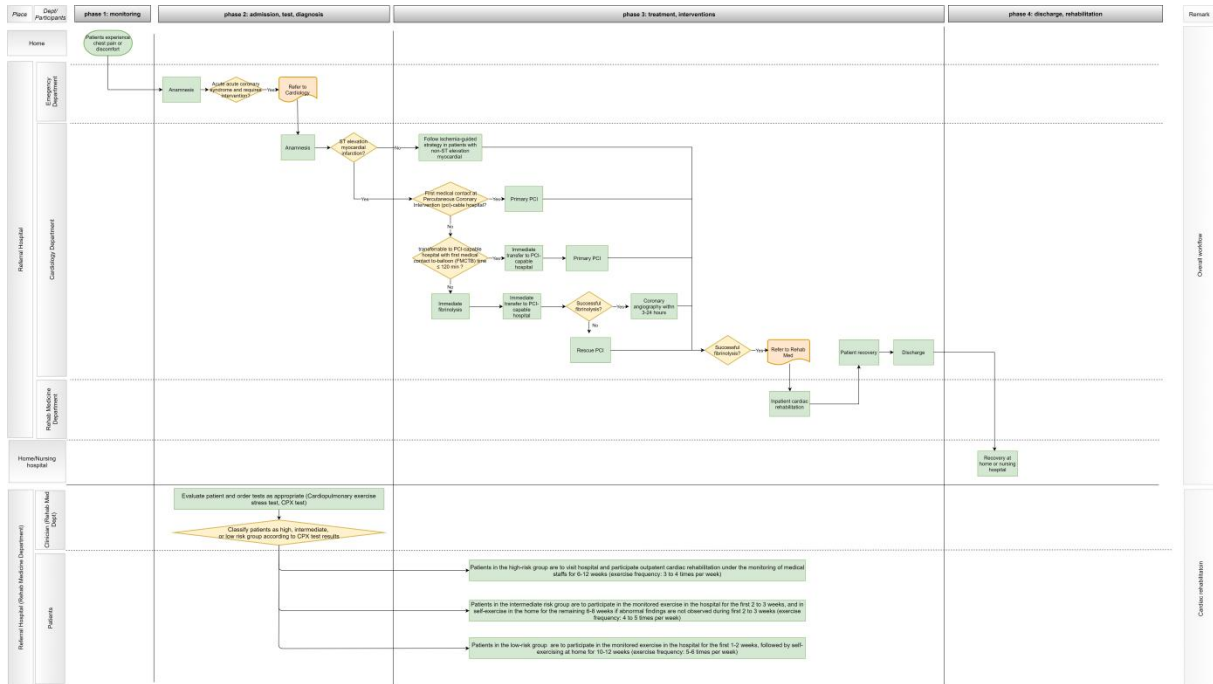 Place
Dept/
Participants
phase 1: monitoring
phase 2: admission, test, diagnosis
phase 3: treatment, interventions
phase 4: discharge, rehabilitation
Remark
Home
Patients experience
chest pain or
discomfort
Referral Hospital
Emegency
Department
Anamnesis
Acute acute coronary
syndrome and required
intervention?
Yes
Refer to
Cardiology
Cardiology Department
Anamnesis
ST elevation
myocardial
infarction?
No
Follow ischemia-guided
strategy in patients with
non-ST elevation
myocardial
Yes
First medical contact at
Percutaneous Coronary
Intervention (pci)-cable hospital?
Yes
Primary PCI
No
transferrable to PCI-capable
hospital with first medical
contact-to-balloon (FMCTB) time
≤ 120 min ?
Yes
Immediate
transfer to PCI-
capable
hospital
Primary PCI
No
Immediate
fibrinolysis
Immediate
transfer to PCI-
capable
hospital
Successful
fibrinolysis?
Yes
Coronary
angiography within
3-24 hours
No
Rescue PCI
Successful
fibrinolysis?
Yes
Refer to Rehab
Med
Patient recovery
Discharge
Overall workflow
Rehab Medicine
Department
Inpatient cardiac
rehabilitation
Home/Nursing
hospital
Recovery at
home or nursing
hospital
Referral Hospital (Rehab Medicine Department)
Clinician (Rehab Med
Dept)
Evaluate patient and order tests as appropriate (Cardiopulmonary exercise
stress test, CPX test)
Classify patients as high, intermediate,
or low risk group according to CPX test results
Patients
Patients in the high-risk group are to visit hospital and participate outpatent cardiac rehabilitation under the monitoring of medical
staffs for 6-12 weeks (exercise frequency: 3 to 4 times per week)
Patients in the intermediate risk group are to participate in the monitored exercise in the hospital for the first 2 to 3 weeks, and in
self-exercise in the home for the remaining 6-8 weeks if abnormal findings are not observed during first 2 to 3 weeks (exercise
frequency: 4 to 5 times per week)
Patients in the low-risk group are to participate in the monitored exercise in the hospital for the first 1-2 weeks, followed by self-
exercising at home for 10-12 weeks (exercise frequency: 5-6 times per week)
Cardiac rehabilitation